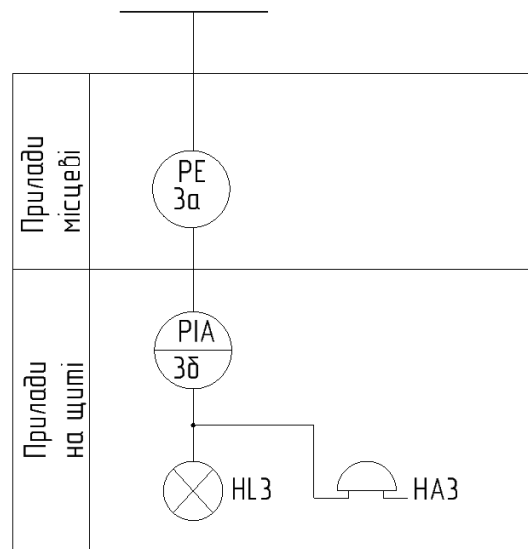 Прилади
місцеві
PE
3а
Прилади
на щиті
PIA
3б
HL3
HA3